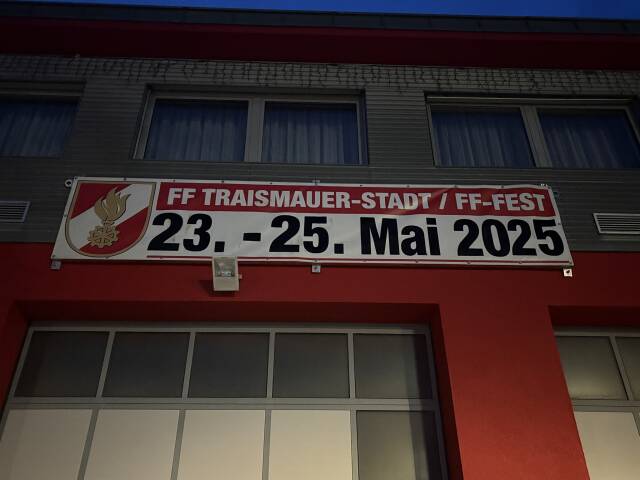 FF TRAISMAUER-STADT / FF-FEST
23. - 25. Mai 2025